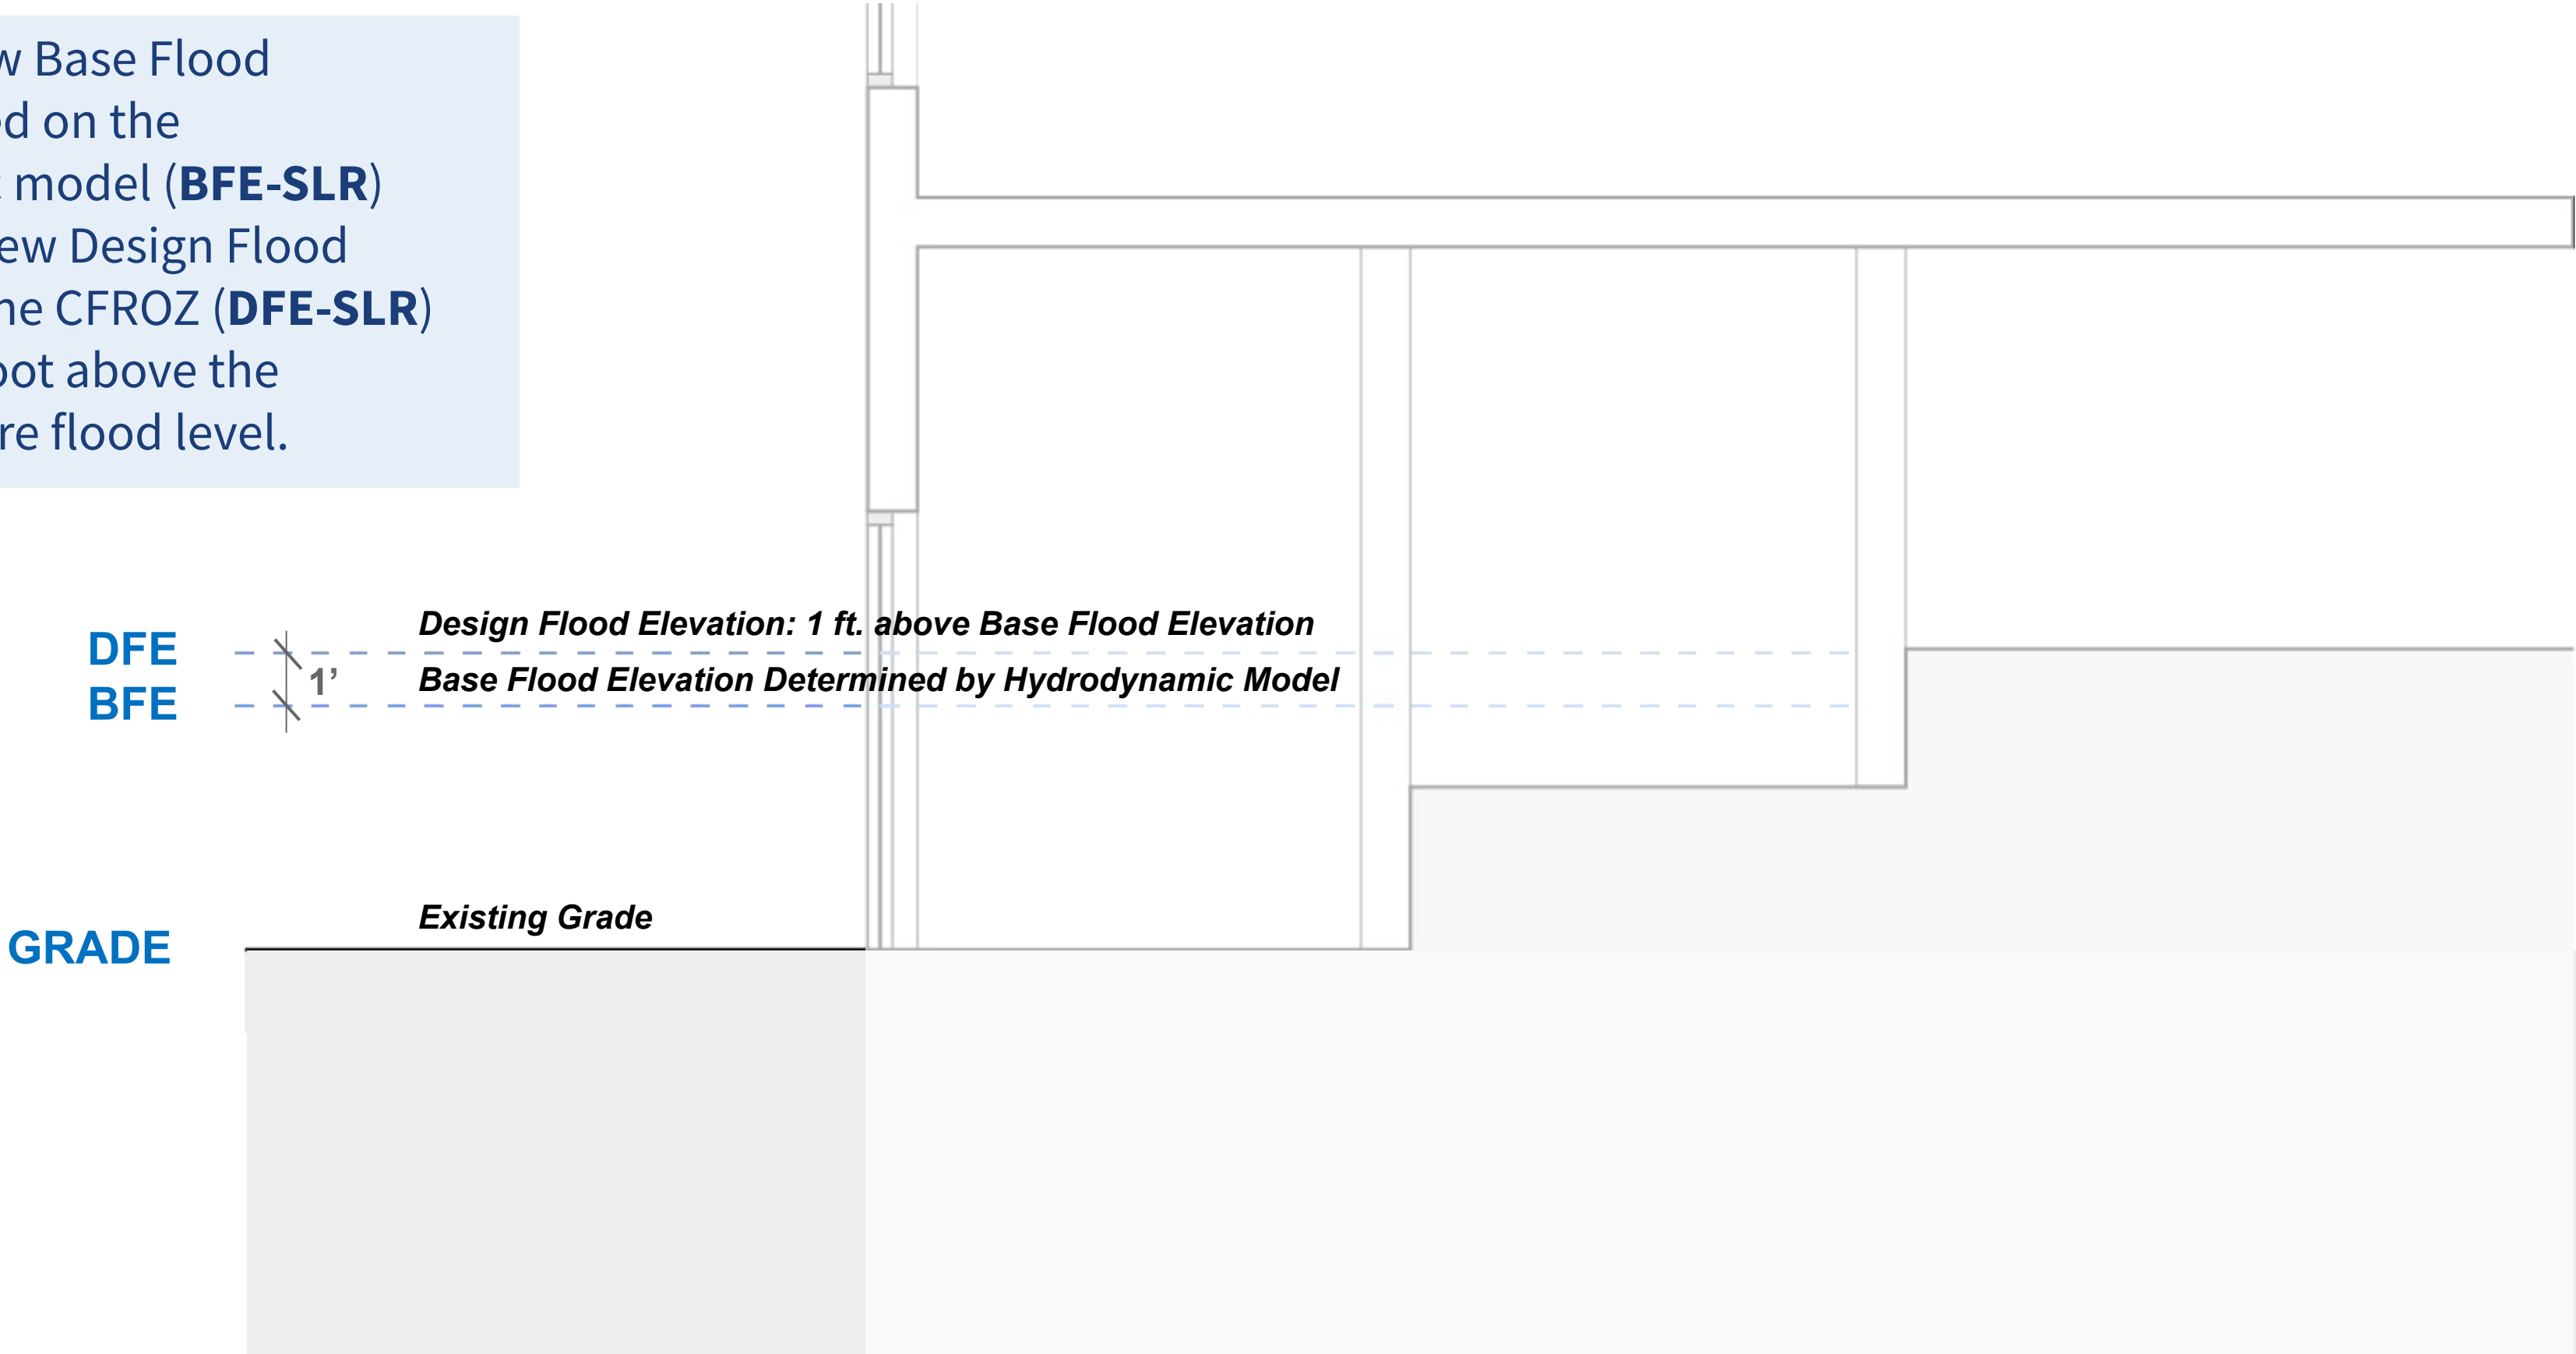 w Base Flood
ed on the
model (BFE-SLR)
ew Design Flood
ne CFROZ (DFE-SLR)
oot above the
re flood level.
Design Flood Elevation: 1 ft. above Base Flood Elevation
DFE
1’
Base Flood Elevation Determined by Hydrodynamic Model
BFE
Existing Grade
GRADE